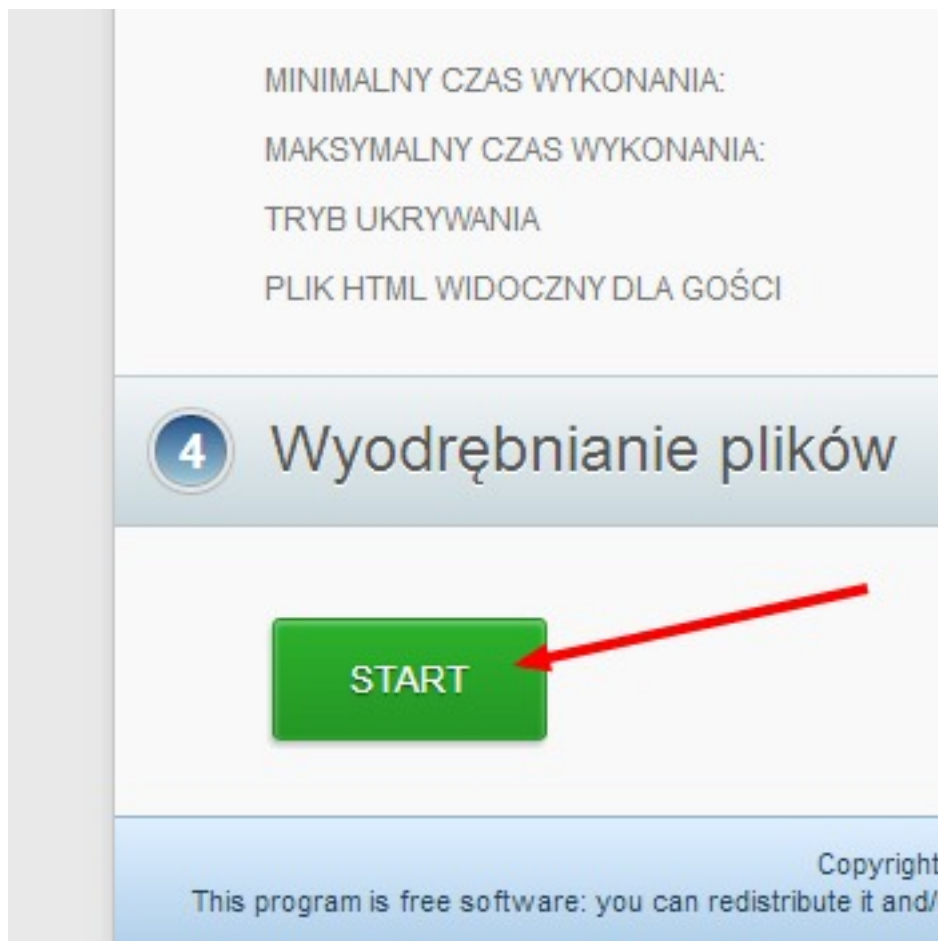 MINIMALNY CZAS WYKONANIA:
MAKSYMALNY CZAS WYKONANIA:
TRYB UKRYWANIA
PLIK HTML WIDOCZNY DLA GOŚCI
4 Wyodrębnianie plików
START
Copyright
This program is free software: you can redistribute it and/